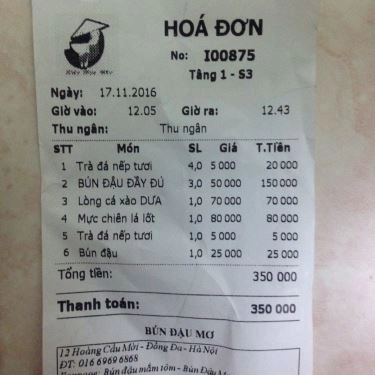 HOÁ ĐƠN
No: I00875
Tầng 1 - S3
Ngày: 17.11.2016
Giờ vào: 12.05 Giờ ra: 12.43
Thu ngân: Thu ngân
STT Món SL Giá T.Tiền
1 Trà đá nếp tươi 4,0 5 000 20 000
2 BÚN ĐẬU ĐẦY ĐỦ 3,0 50 000 150 000
3 Lòng cá xào DƯA 1,0 70 000 70 000
4 Mực chiên lá lốt 1,0 80 000 80 000
5 Trà đá nếp tươi 1,0 5 000 5 000
6 Bún đậu 1,0 25 000 25 000
Tổng tiền: 350 000
Thanh toán: 350 000
BÚN ĐẬU MƠ
12 Hoàng Cầu Mới - Đống Đa - Hà Nội
ĐT: 016 6969 6868
Bún đậu mắm tôm - Bún Đậu